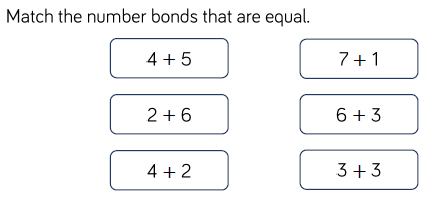 Match the number bonds that are equal.
4 + 5
7 + 1
2 + 6
6 + 3
4 + 2
3 + 3